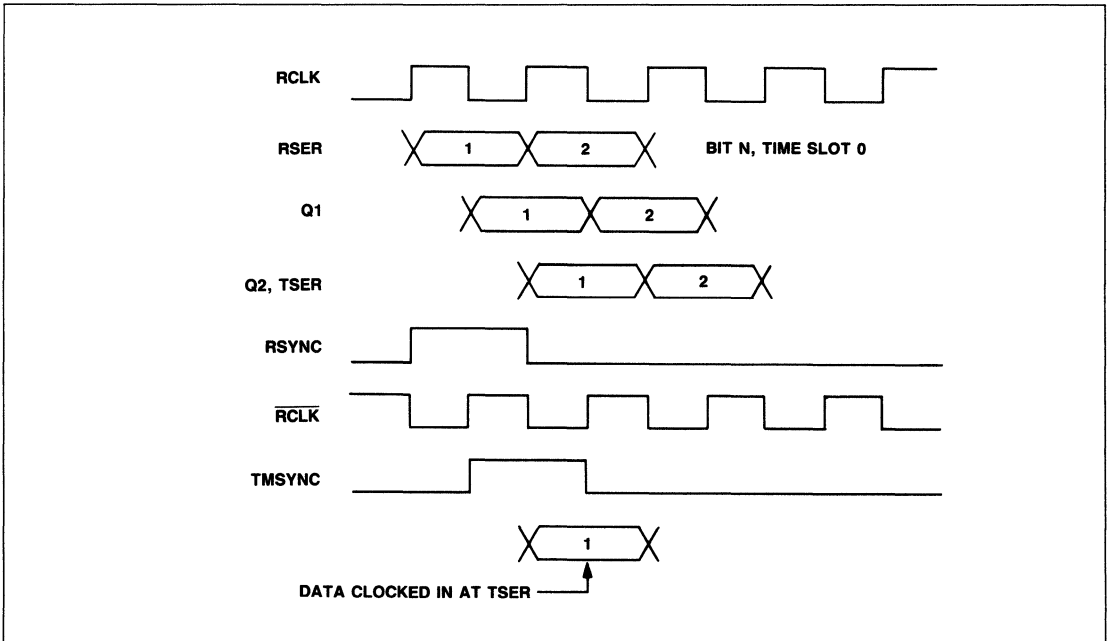 RCLK
RSER 1 2 BIT N, TIME SLOT 0
Q1 1 2
Q2, TSER 1 2
RSYNC
R̅C̅L̅K̅
TMSYNC
1
DATA CLOCKED IN AT TSER